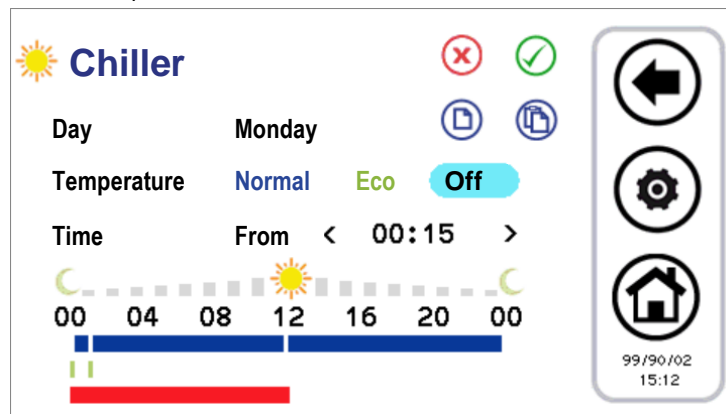 Chiller
Day Monday
Temperature Normal Eco Off
Time From < 00:15 >
00 04 08 12 16 20 00
99/90/02
15:12